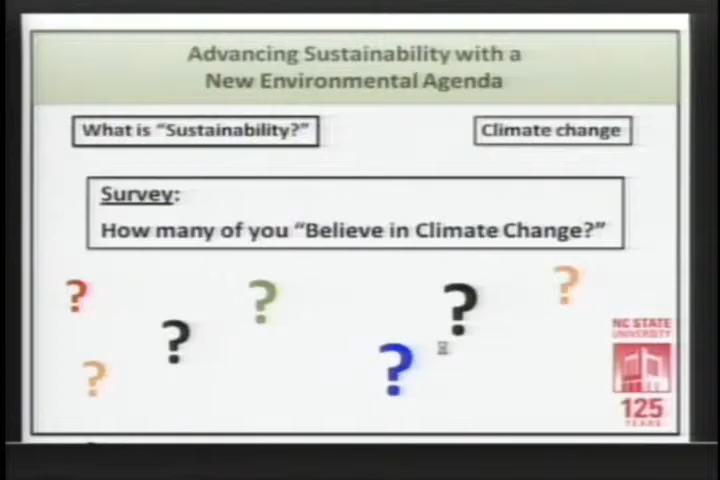 Advancing Sustainability with a
New Environmental Agenda
What is “Sustainability?”
Climate change
Survey:
How many of you “Believe in Climate Change?”
? ? ? ?
? ?
?
NC STATE
UNIVERSITY
125
YEARS